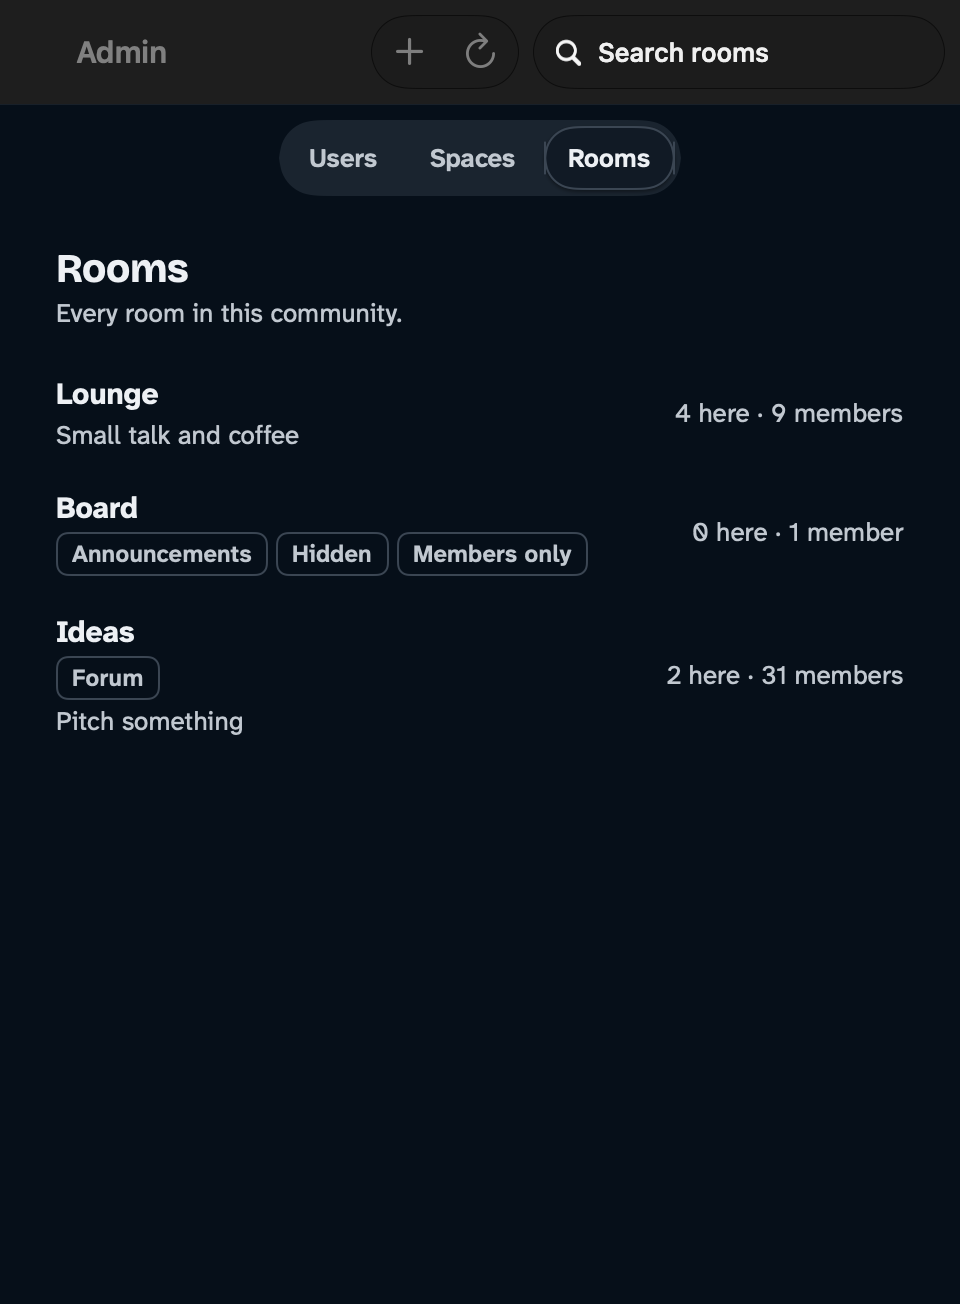 Admin
Search rooms
Users Spaces Rooms
Rooms
Every room in this community.
Lounge
Small talk and coffee
4 here · 9 members
Board
Announcements Hidden Members only
0 here · 1 member
Ideas
Forum
Pitch something
2 here · 31 members